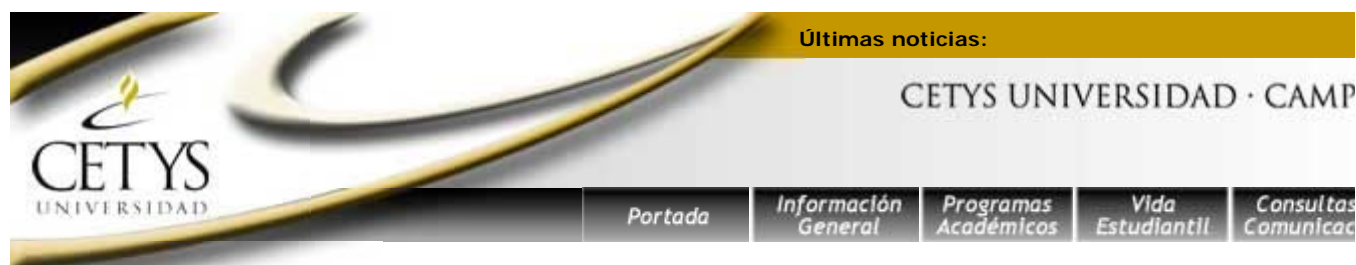 Últimas noticias:
CETYS UNIVERSIDAD · CAMP
CETYS
UNIVERSIDAD
Portada
Información
General
Programas
Académicos
Vida
Estudiantil
Consultas
Comunicac